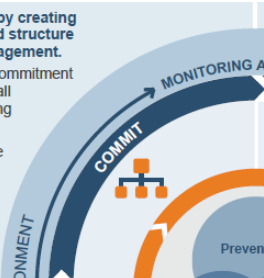 by creating
d structure
agement.
ommitment
all
ng
e
MONITORING A
COMMIT
ONMENT
Preven